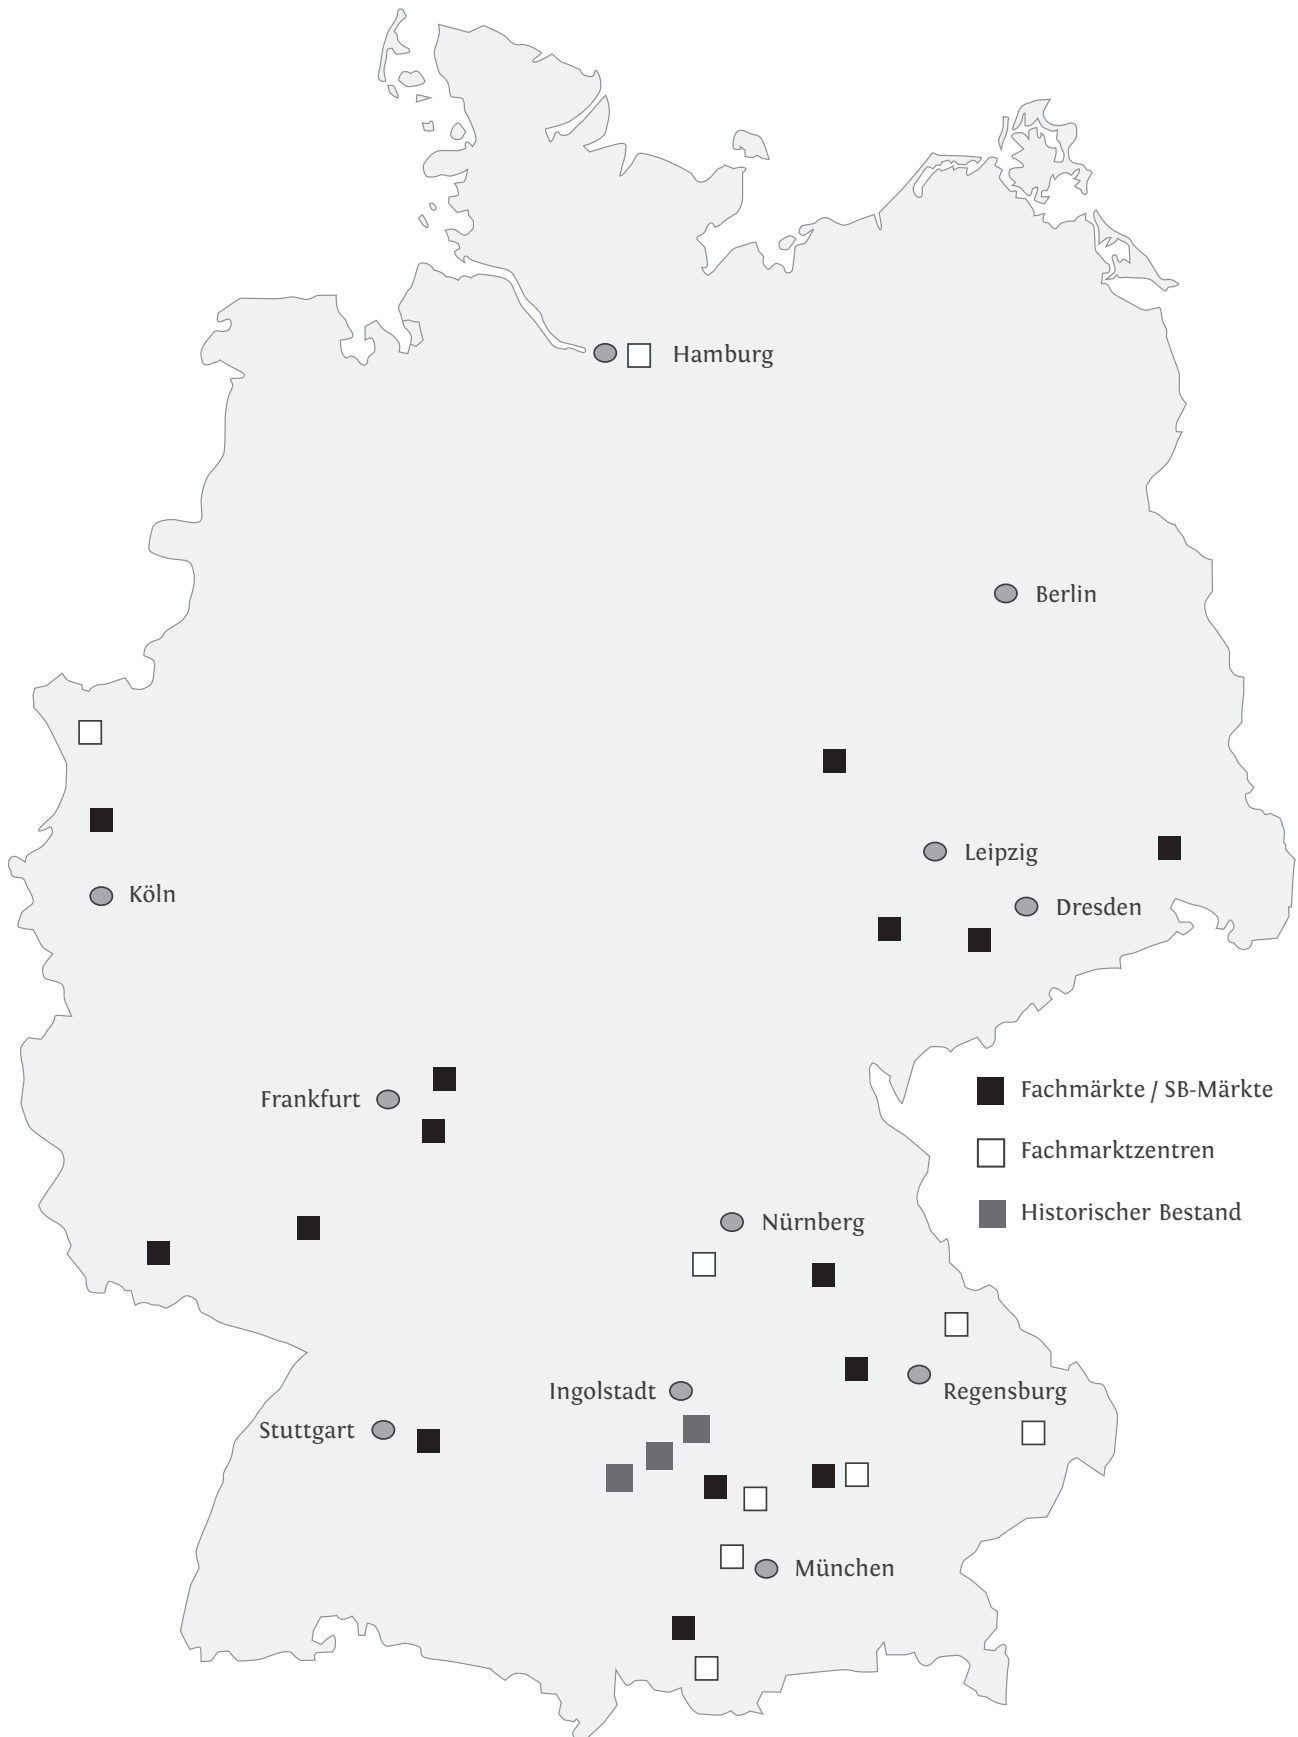 Hamburg
Berlin
Leipzig
Köln
Dresden
Frankfurt
Fachmärkte / SB-Märkte
Fachmarktzentren
Historischer Bestand
Nürnberg
Ingolstadt
Regensburg
Stuttgart
München